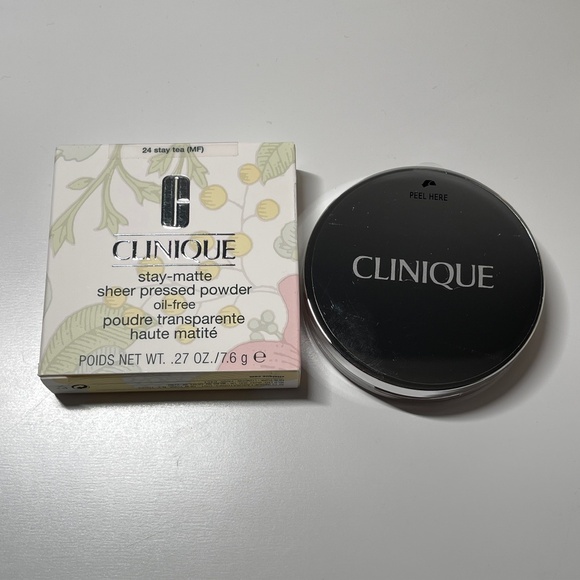 24 stay tea (MF)
CLINIQUE
stay-matte
sheer pressed powder
oil-free
poudre transparente
haute matité
POIDS NET WT. .27 OZ./7.6 g ℮
PEEL HERE
CLINIQUE